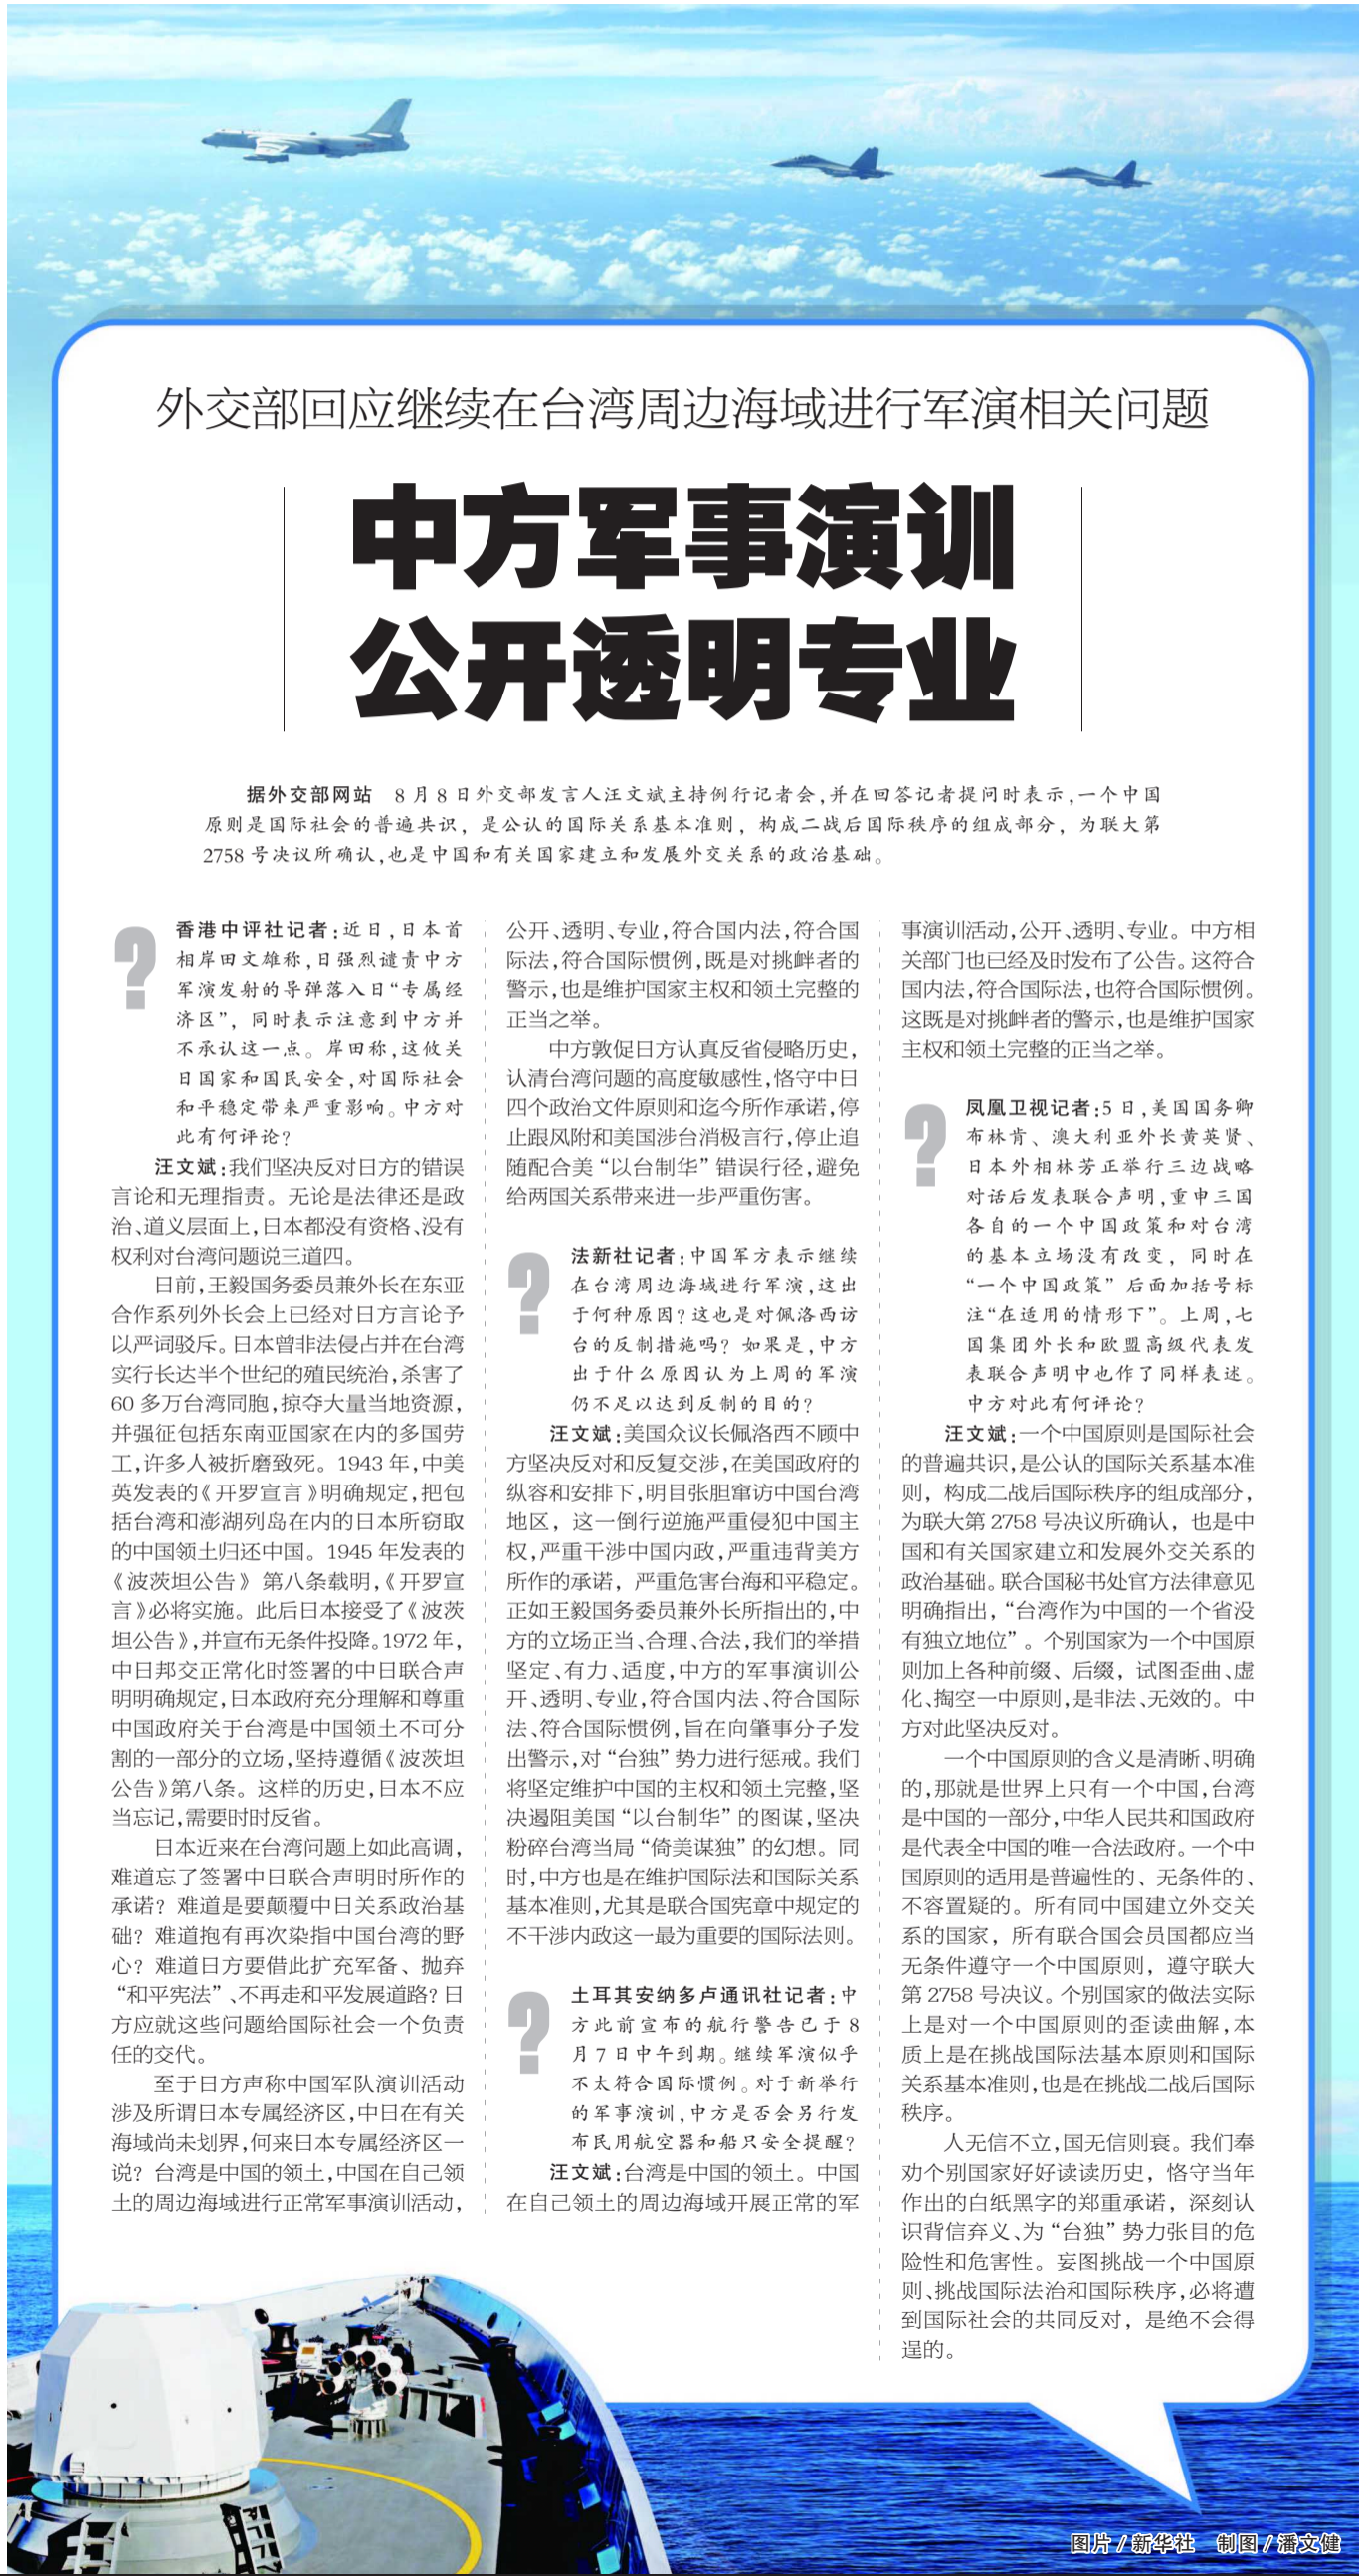 外交部回应继续在台湾周边海域进行军演相关问题
中方军事演训
公开透明专业
据外交部网站 8月8日外交部发言人汪文斌主持例行记者会,并在回答记者提问时表示,一个中国
原则是国际社会的普遍共识，是公认的国际关系基本准则，构成二战后国际秩序的组成部分，为联大第
2758号决议所确认,也是中国和有关国家建立和发展外交关系的政治基础。
?
香港中评社记者:近日,日本首
相岸田文雄称,日强烈谴责中方
军演发射的导弹落入日“专属经
济区”，同时表示注意到中方并
不承认这一点。岸田称,这攸关
日国家和国民安全,对国际社会
和平稳定带来严重影响。中方对
此有何评论?
汪文斌:我们坚决反对日方的错误
言论和无理指责。无论是法律还是政
治、道义层面上,日本都没有资格、没有
权利对台湾问题说三道四。
日前,王毅国务委员兼外长在东亚
合作系列外长会上已经对日方言论予
以严词驳斥。日本曾非法侵占并在台湾
实行长达半个世纪的殖民统治,杀害了
60多万台湾同胞,掠夺大量当地资源,
并强征包括东南亚国家在内的多国劳
工,许多人被折磨致死。1943年,中美
英发表的《开罗宣言》明确规定,把包
括台湾和澎湖列岛在内的日本所窃取
的中国领土归还中国。1945年发表的
《波茨坦公告》第八条载明,《开罗宣
言》必将实施。此后日本接受了《波茨
坦公告》,并宣布无条件投降。1972年,
中日邦交正常化时签署的中日联合声
明明确规定,日本政府充分理解和尊重
中国政府关于台湾是中国领土不可分
割的一部分的立场,坚持遵循《波茨坦
公告》第八条。这样的历史,日本不应
当忘记,需要时时反省。
日本近来在台湾问题上如此高调,
难道忘了签署中日联合声明时所作的
承诺? 难道是要颠覆中日关系政治基
础? 难道抱有再次染指中国台湾的野
心? 难道日方要借此扩充军备、抛弃
“和平宪法”、不再走和平发展道路? 日
方应就这些问题给国际社会一个负责
任的交代。
至于日方声称中国军队演训活动
涉及所谓日本专属经济区,中日在有关
海域尚未划界,何来日本专属经济区一
说? 台湾是中国的领土,中国在自己领
土的周边海域进行正常军事演训活动,
公开、透明、专业,符合国内法,符合国
际法,符合国际惯例,既是对挑衅者的
警示,也是维护国家主权和领土完整的
正当之举。
中方敦促日方认真反省侵略历史,
认清台湾问题的高度敏感性,恪守中日
四个政治文件原则和迄今所作承诺,停
止跟风附和美国涉台消极言行,停止追
随配合美“以台制华”错误行径,避免
给两国关系带来进一步严重伤害。
?
法新社记者:中国军方表示继续
在台湾周边海域进行军演,这出
于何种原因? 这也是对佩洛西访
台的反制措施吗? 如果是,中方
出于什么原因认为上周的军演
仍不足以达到反制的目的?
汪文斌:美国众议长佩洛西不顾中
方坚决反对和反复交涉,在美国政府的
纵容和安排下,明目张胆窜访中国台湾
地区，这一倒行逆施严重侵犯中国主
权,严重干涉中国内政,严重违背美方
所作的承诺，严重危害台海和平稳定。
正如王毅国务委员兼外长所指出的,中
方的立场正当、合理、合法,我们的举措
坚定、有力、适度,中方的军事演训公
开、透明、专业,符合国内法、符合国际
法、符合国际惯例,旨在向肇事分子发
出警示,对“台独”势力进行惩戒。我们
将坚定维护中国的主权和领土完整,坚
决遏阻美国“以台制华”的图谋,坚决
粉碎台湾当局“倚美谋独”的幻想。同
时,中方也是在维护国际法和国际关系
基本准则,尤其是联合国宪章中规定的
不干涉内政这一最为重要的国际法则。
?
土耳其安纳多卢通讯社记者:中
方此前宣布的航行警告已于8
月7日中午到期。继续军演似乎
不太符合国际惯例。对于新举行
的军事演训,中方是否会另行发
布民用航空器和船只安全提醒?
汪文斌:台湾是中国的领土。中国
在自己领土的周边海域开展正常的军
事演训活动,公开、透明、专业。中方相
关部门也已经及时发布了公告。这符合
国内法,符合国际法,也符合国际惯例。
这既是对挑衅者的警示,也是维护国家
主权和领土完整的正当之举。
?
凤凰卫视记者:5日,美国国务卿
布林肯、澳大利亚外长黄英贤、
日本外相林芳正举行三边战略
对话后发表联合声明,重申三国
各自的一个中国政策和对台湾
的基本立场没有改变，同时在
“一个中国政策”后面加括号标
注“在适用的情形下”。上周,七
国集团外长和欧盟高级代表发
表联合声明中也作了同样表述。
中方对此有何评论?
汪文斌:一个中国原则是国际社会
的普遍共识,是公认的国际关系基本准
则，构成二战后国际秩序的组成部分,
为联大第2758号决议所确认，也是中
国和有关国家建立和发展外交关系的
政治基础。联合国秘书处官方法律意见
明确指出，“台湾作为中国的一个省没
有独立地位”。个别国家为一个中国原
则加上各种前缀、后缀，试图歪曲、虚
化、掏空一中原则,是非法、无效的。中
方对此坚决反对。
一个中国原则的含义是清晰、明确
的,那就是世界上只有一个中国,台湾
是中国的一部分,中华人民共和国政府
是代表全中国的唯一合法政府。一个中
国原则的适用是普遍性的、无条件的、
不容置疑的。所有同中国建立外交关
系的国家，所有联合国会员国都应当
无条件遵守一个中国原则，遵守联大
第2758号决议。个别国家的做法实际
上是对一个中国原则的歪读曲解,本
质上是在挑战国际法基本原则和国际
关系基本准则,也是在挑战二战后国际
秩序。
人无信不立,国无信则衰。我们奉
劝个别国家好好读读历史，恪守当年
作出的白纸黑字的郑重承诺，深刻认
识背信弃义、为“台独”势力张目的危
险性和危害性。妄图挑战一个中国原
则、挑战国际法治和国际秩序,必将遭
到国际社会的共同反对，是绝不会得
逞的。
图片/新华社 制图/潘文健